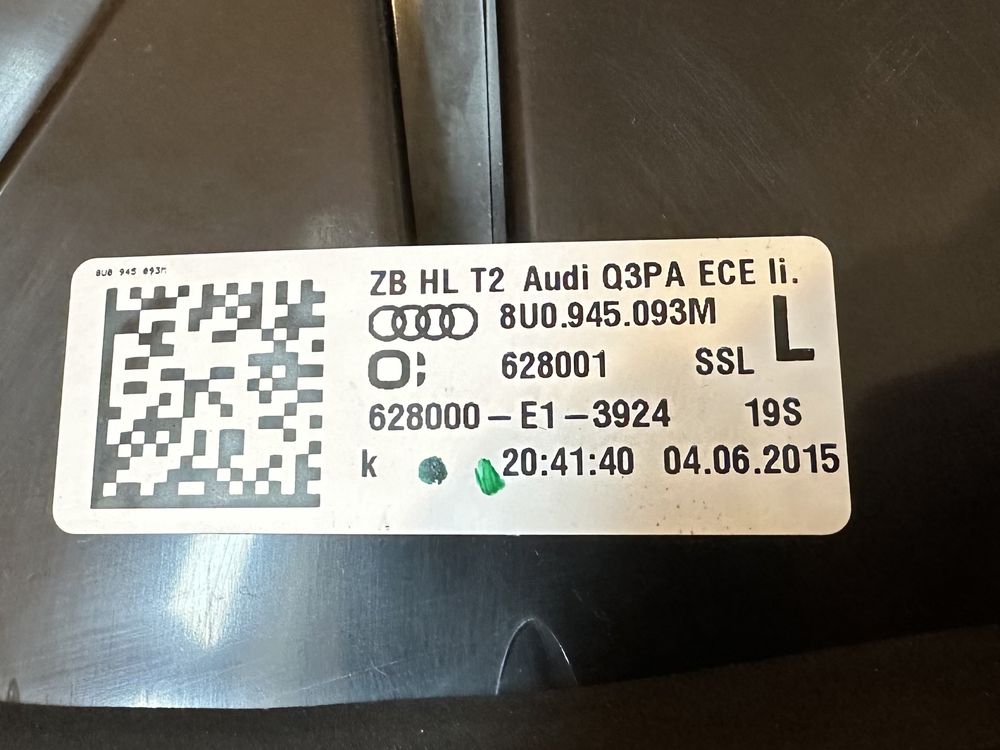 8U0 945 093M
ZB HL T2 Audi Q3PA ECE li.
8U0.945.093M L
628001 SSL
628000-E1-3924 19S
k 20:41:40 04.06.2015